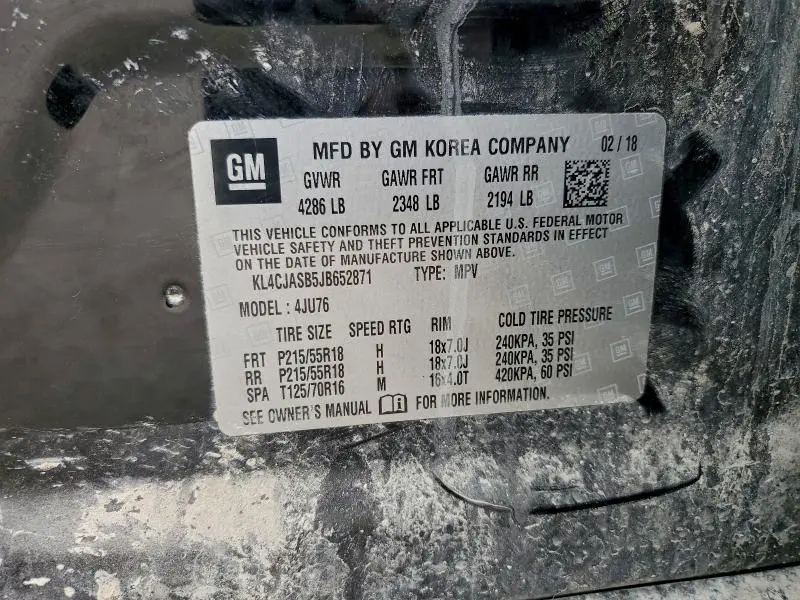 GM MFD BY GM KOREA COMPANY 02 / 18
GVWR GAWR FRT GAWR RR
4286 LB 2348 LB 2194 LB
THIS VEHICLE CONFORMS TO ALL APPLICABLE U.S. FEDERAL MOTOR
VEHICLE SAFETY AND THEFT PREVENTION STANDARDS IN EFFECT
ON THE DATE OF MANUFACTURE SHOWN ABOVE.
KL4CJASB5JB652871 TYPE: MPV
MODEL : 4JU76
TIRE SIZE SPEED RTG RIM COLD TIRE PRESSURE
FRT P215/55R18 H 18x7.0J 240KPA, 35 PSI
RR P215/55R18 H 18x7.0J 240KPA, 35 PSI
SPA T125/70R16 M 16x4.0T 420KPA, 60 PSI
SEE OWNER'S MANUAL FOR MORE INFORMATION.